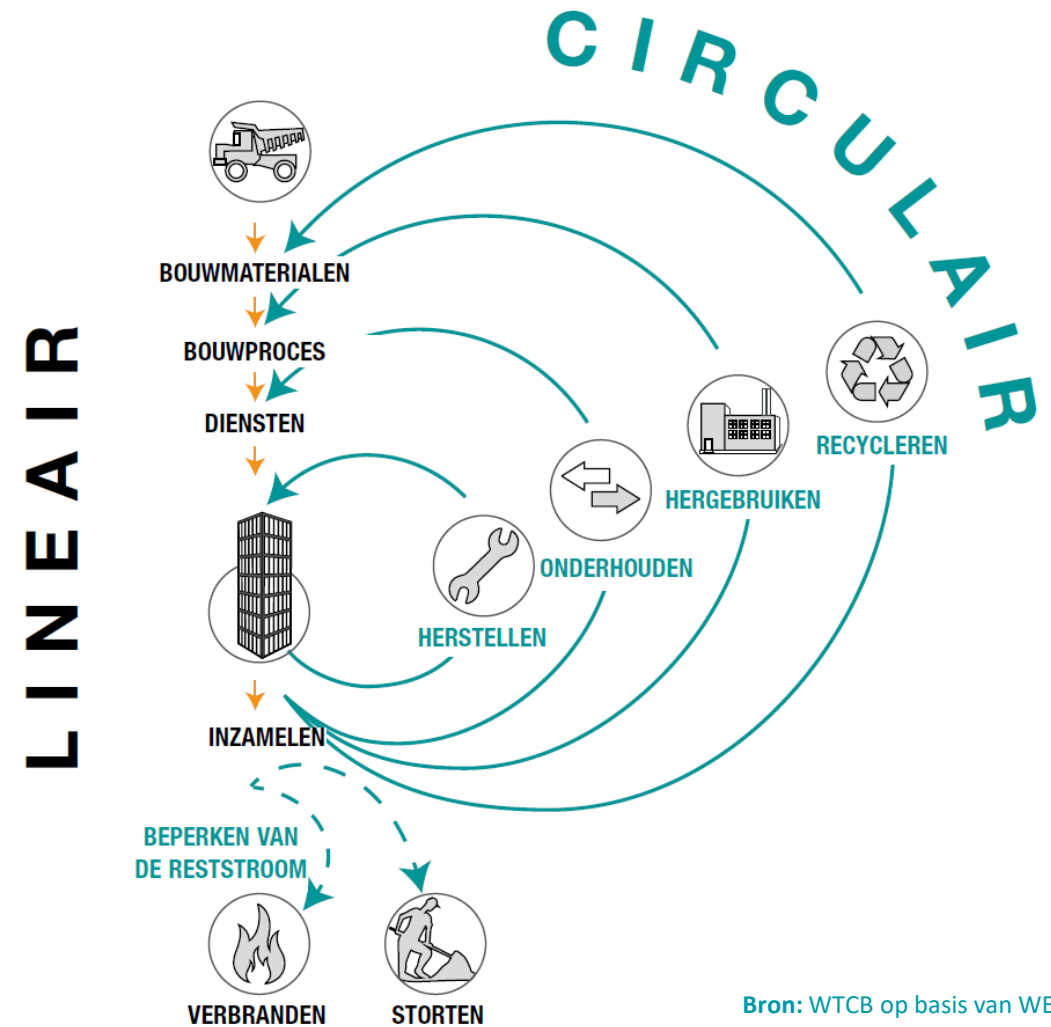 CIRCULAIR
LINEAIR
BOUWMATERIALEN
BOUWPROCES
DIENSTEN
RECYCLEREN
HERGEBRUIKEN
ONDERHOUDEN
HERSTELLEN
INZAMELEN
BEPERKEN VAN
DE RESTSTROOM
VERBRANDEN
STORTEN
Bron: WTCB op basis van